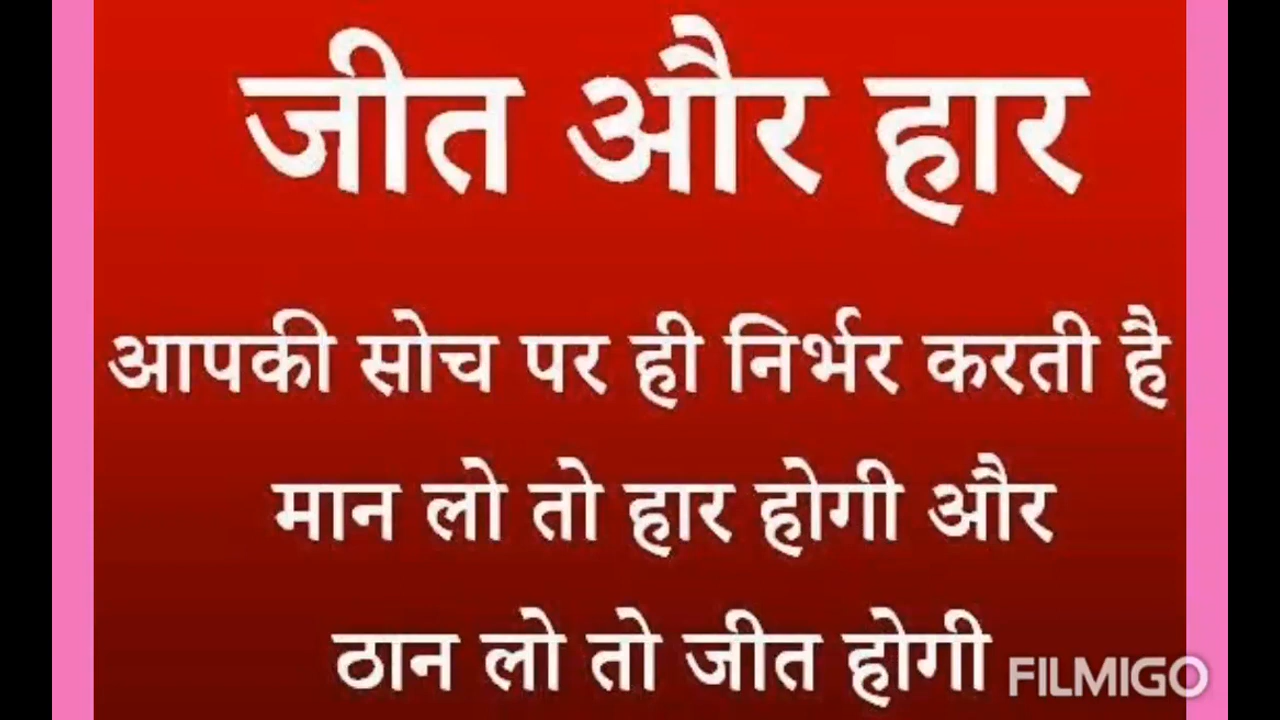 जीत और हार
आपकी सोच पर ही निर्भर करती है
मान लो तो हार होगी और
ठान लो तो जीत होगी
FILMIGO